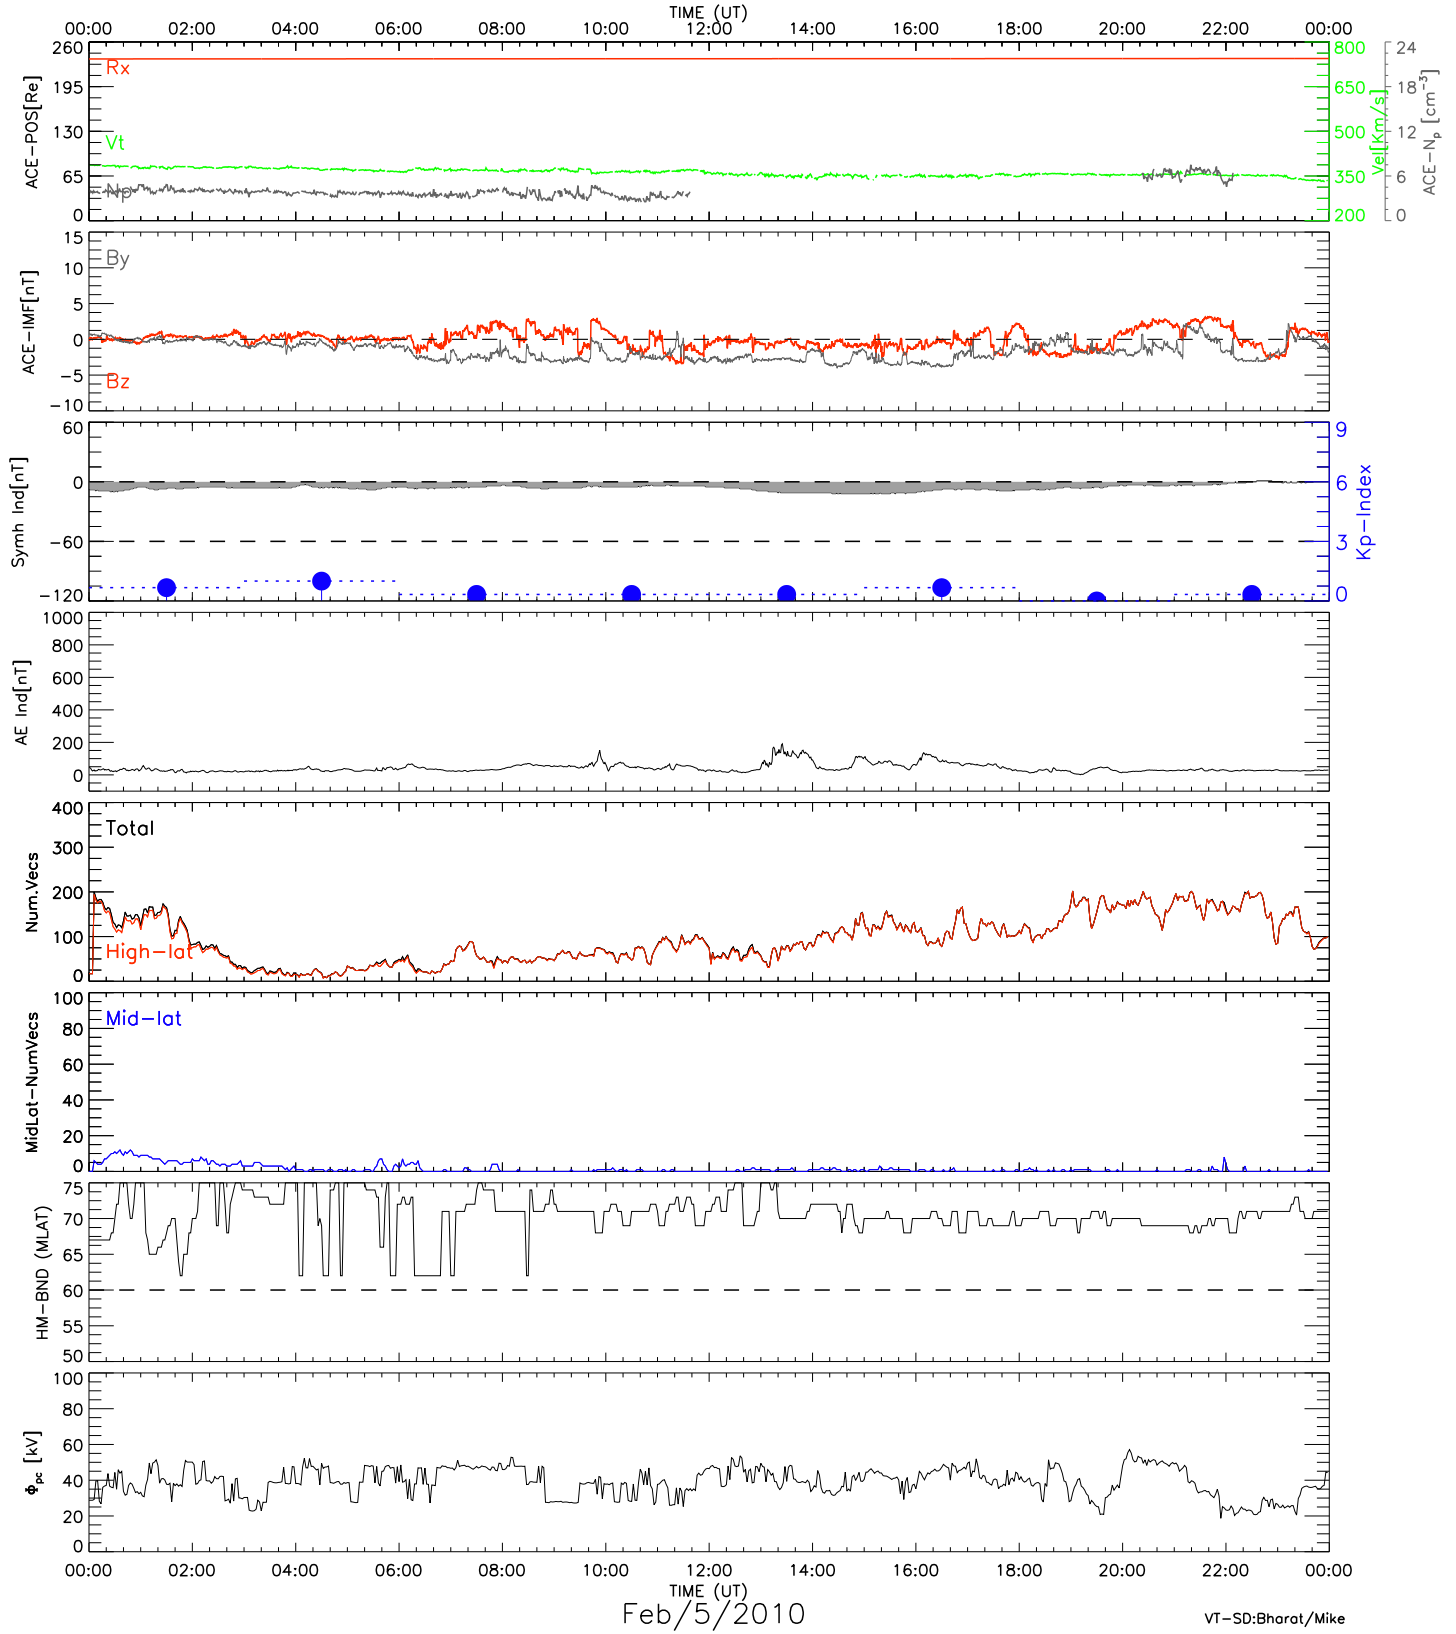 TIME (UT)
00:00 02:00 04:00 06:00 08:00 10:00 12:00 14:00 16:00 18:00 20:00 22:00 00:00
ACE-POS[Re]
260
195
130
65
0
Rx
Vt
Np
800
650
500
350
200
Vel[Km/s]
24
18
12
6
0
ACE-Np [cm⁻³]
ACE-IMF[nT]
15
10
5
0
-5
-10
By
Bz
Symh Ind[nT]
60
0
-60
-120
9
6
3
0
Kp-Index
AE Ind[nT]
1000
800
600
400
200
0
Num.Vecs
400
300
200
100
0
Total
High-lat
MidLat-NumVecs
100
80
60
40
20
0
Mid-lat
HM-BND (MLAT)
75
70
65
60
55
50
Φpc [kV]
100
80
60
40
20
0
00:00 02:00 04:00 06:00 08:00 10:00 12:00 14:00 16:00 18:00 20:00 22:00 00:00
TIME (UT)
Feb/5/2010
VT-SD:Bharat/Mike